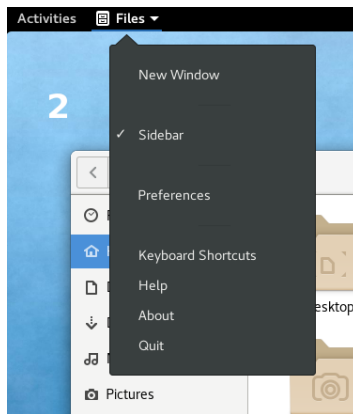 Activities Files
New Window
2
Sidebar
Preferences
Keyboard Shortcuts
Help
esktop
About
Quit
Pictures